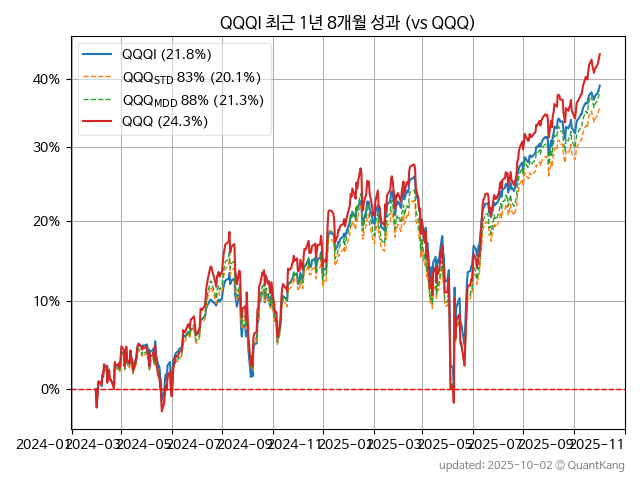 QQQI 최근 1년 8개월 성과 (vs QQQ)
QQQI (21.8%)
QQQSTD 83% (20.1%)
QQQMDD 88% (21.3%)
QQQ (24.3%)
40%
30%
20%
10%
0%
2024-01 2024-03 2024-05 2024-07 2024-09 2024-11 2025-01 2025-03 2025-05 2025-07 2025-09 2025-11
updated: 2025-10-02 © QuantKang